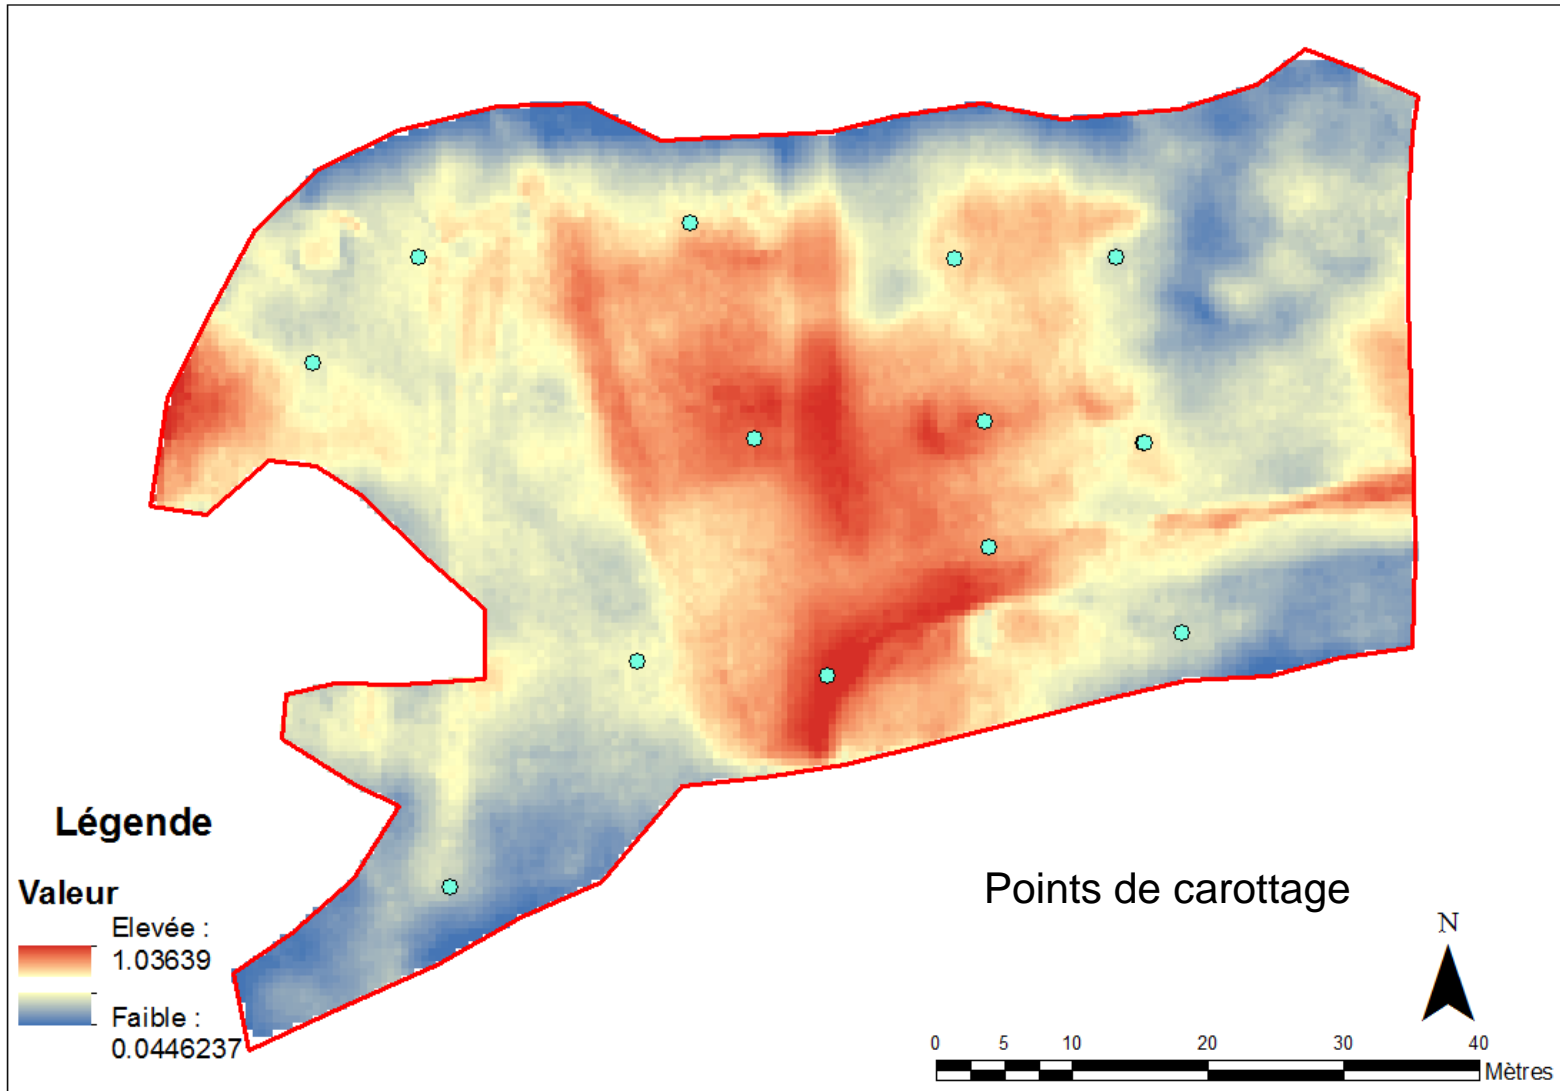 Légende
Valeur
Elevée :
1.03639
Faible :
0.0446237
Points de carottage
N
0 5 10 20 30 40
Mètres